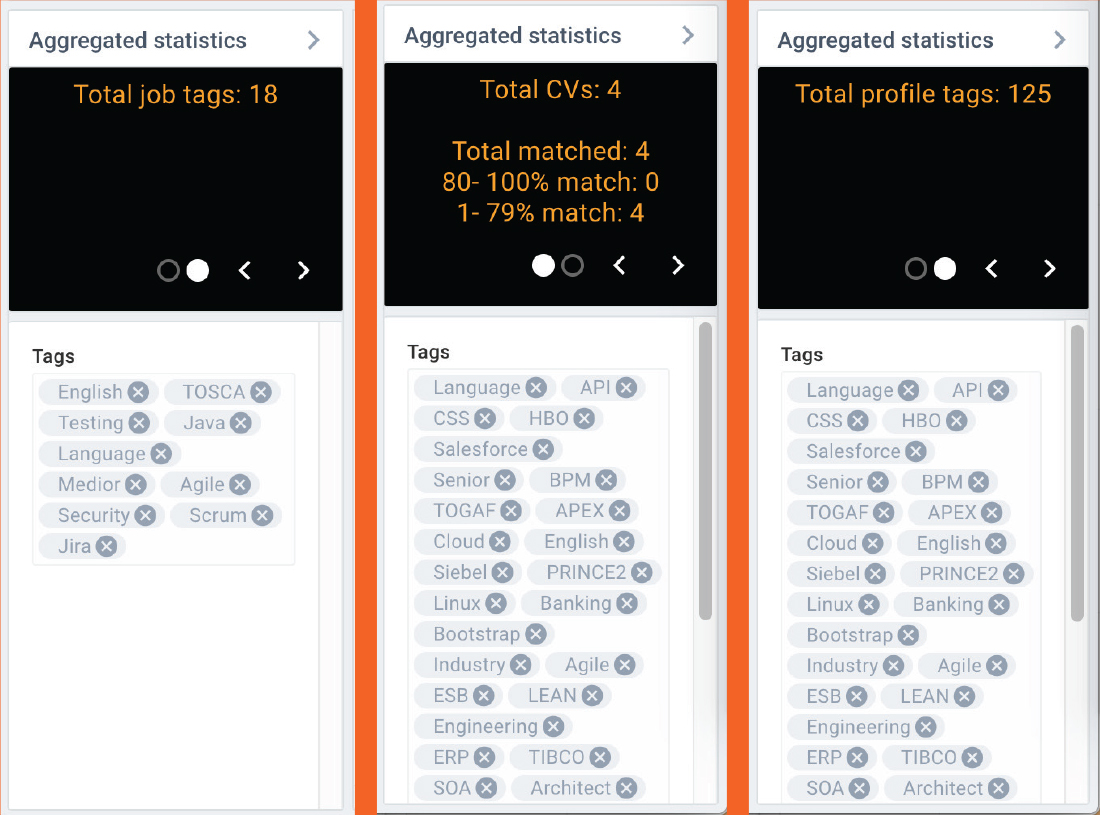 Aggregated statistics
Total job tags: 18
Tags
English TOSCA
Testing Java
Language
Medior Agile
Security Scrum
Jira
Aggregated statistics
Total CVs: 4
Total matched: 4
80- 100% match: 0
1- 79% match: 4
Tags
Language API
CSS HBO
Salesforce
Senior BPM
TOGAF APEX
Cloud English
Siebel PRINCE2
Linux Banking
Bootstrap
Industry Agile
ESB LEAN
Engineering
ERP TIBCO
SOA Architect
Aggregated statistics
Total profile tags: 125
Tags
Language API
CSS HBO
Salesforce
Senior BPM
TOGAF APEX
Cloud English
Siebel PRINCE2
Linux Banking
Bootstrap
Industry Agile
ESB LEAN
Engineering
ERP TIBCO
SOA Architect